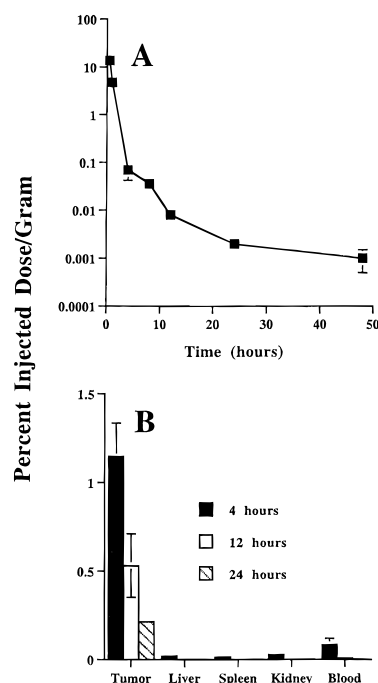 Percent Injected Dose/Gram
A
100
10
1
0.1
0.01
0.001
0.0001
0 10 20 30 40 50
Time (hours)
B
1.5
1
0.5
0
4 hours
12 hours
24 hours
Tumor Liver Spleen Kidney Blood